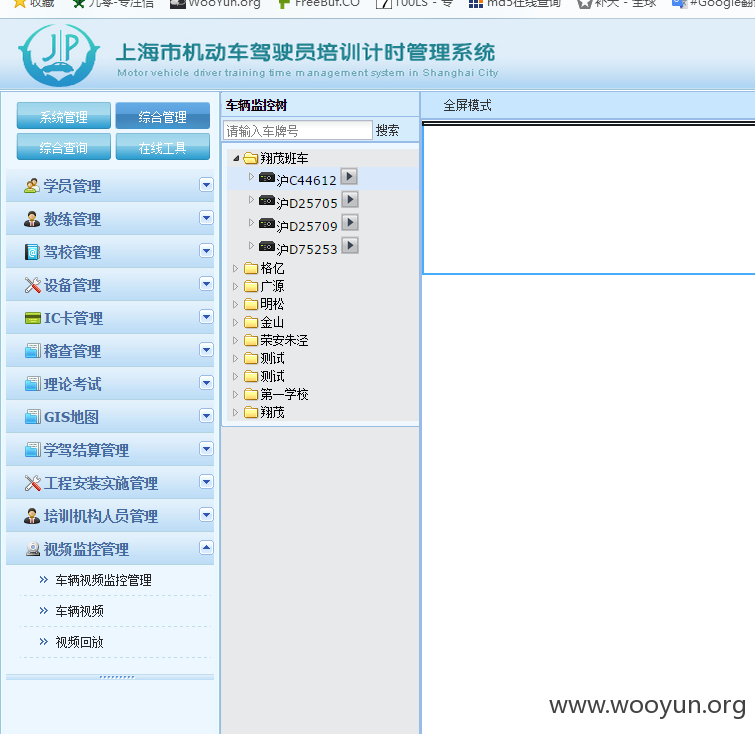 收藏 九零-专注信 WooYun.org FreeBuf.CO 100LS - 专 md5在线查询 补天 - 全球 #Google翻
JP 上海市机动车驾驶员培训计时管理系统
Motor vehicle driver training time management system in Shanghai City
系统管理 综合管理
综合查询 在线工具
学员管理
教练管理
驾校管理
设备管理
IC卡管理
稽查管理
理论考试
GIS地图
学驾结算管理
工程安装实施管理
培训机构人员管理
视频监控管理
车辆视频监控管理
车辆视频
视频回放
车辆监控树
请输入车牌号 搜索
翔茂班车
沪C44612
沪D25705
沪D25709
沪D75253
格亿
广源
明松
金山
荣安朱泾
测试
测试
第一学校
翔茂
全屏模式
www.wooyun.org